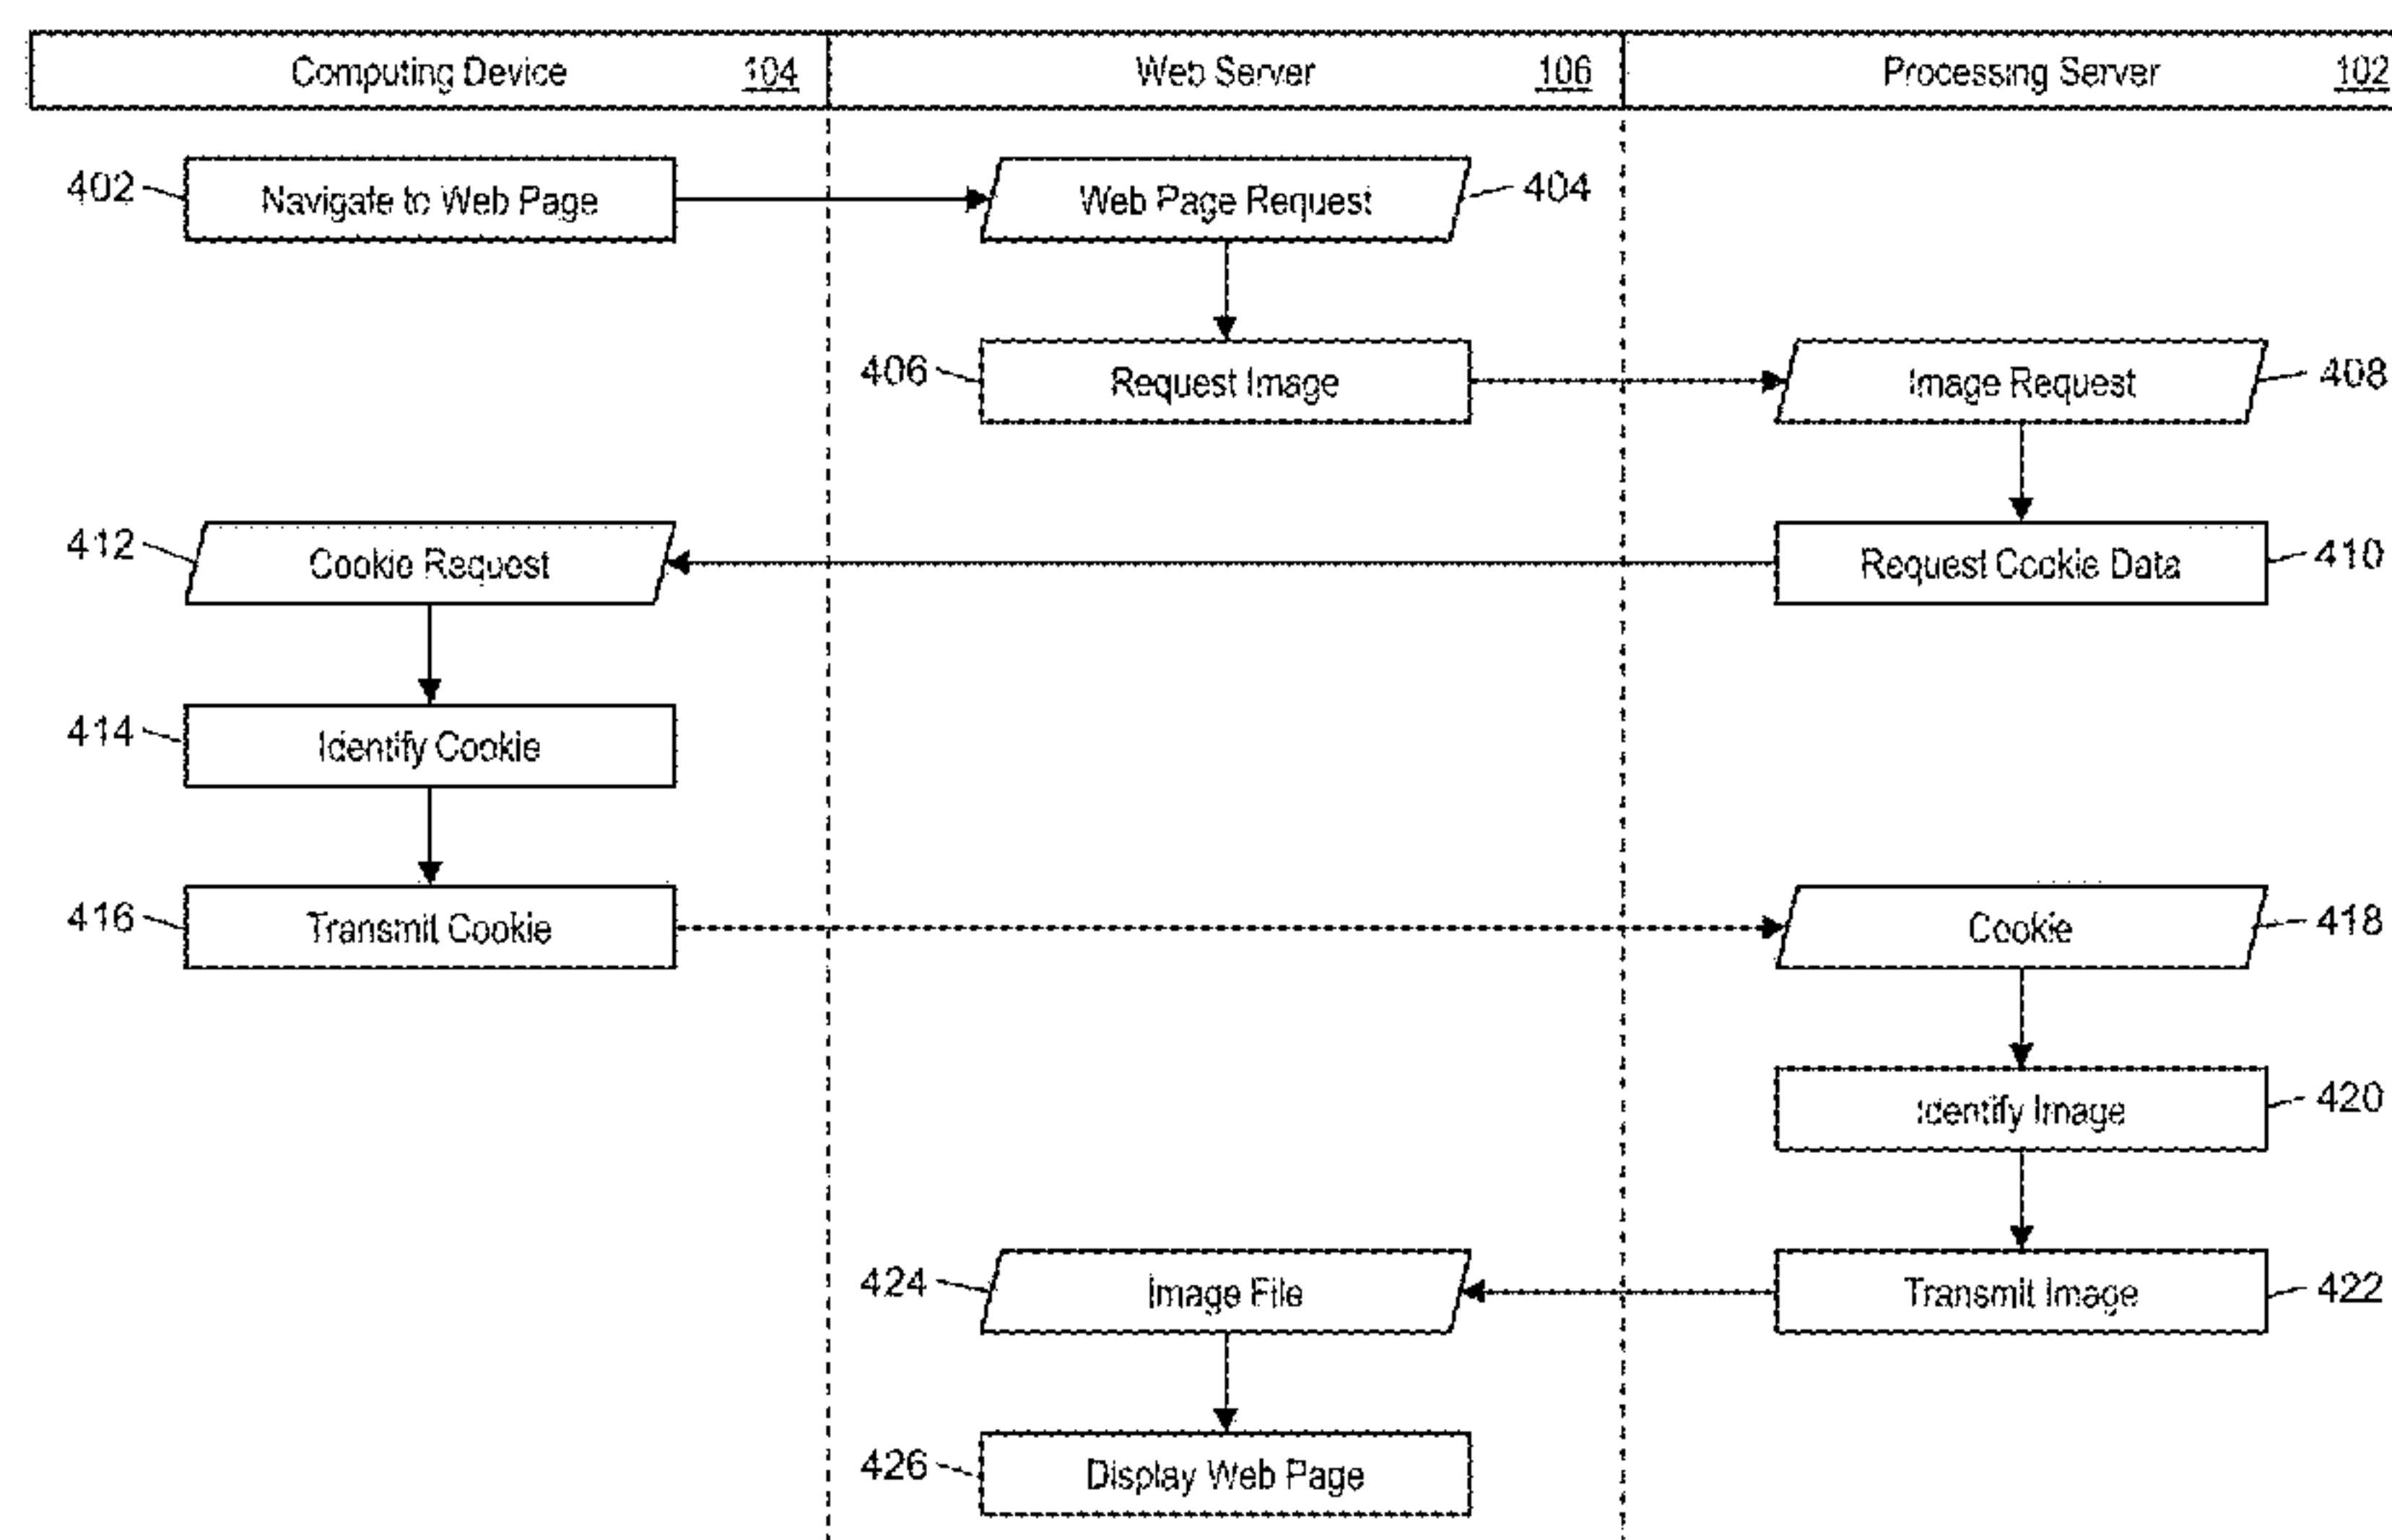 Computing Device 104 Web Server 106 Processing Server 102
402 Navigate to Web Page Web Page Request 404
406 Request Image Image Request 408
412 Cookie Request Request Cookie Data 410
414 Identify Cookie
416 Transmit Cookie Cookie 418
Identify Image 420
424 Image File Transmit Image 422
426 Display Web Page